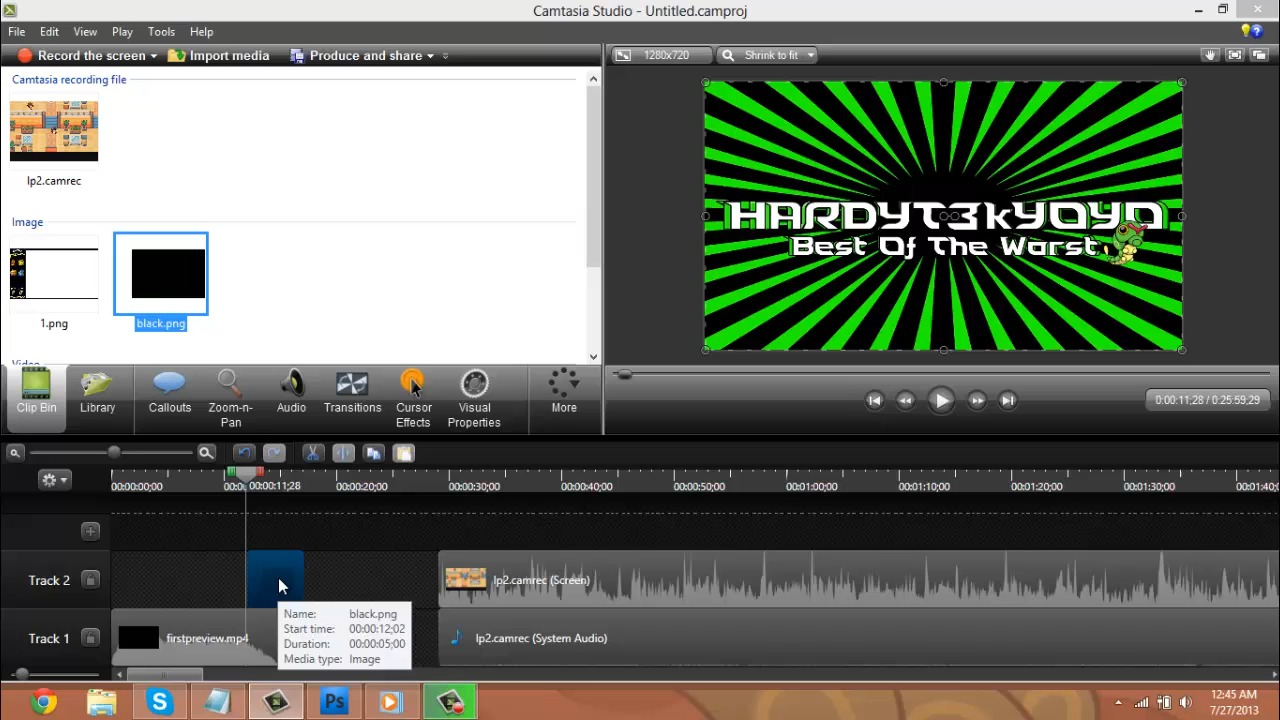 Camtasia Studio - Untitled.camproj
File Edit View Play Tools Help
Record the screen Import media Produce and share
1280x720 Shrink to fit
Camtasia recording file
lp2.camrec
Image
1.png black.png
HARDYT3kYOYO
Best Of The Worst
Clip Bin Library Callouts Zoom-n-Pan Audio Transitions Cursor Effects Visual Properties More
0:00:11;28 / 0:25:59;29
00:00:00;00 00:00:11;28 00:00:20;00 00:00:30;00 00:00:40;00 00:00:50;00 00:01:00;00 00:01:10;00 00:01:20;00 00:01:30;00 00:01:40;
Track 2 lp2.camrec (Screen)
Name: black.png
Start time: 00:00:12;02
Duration: 00:00:05;00
Media type: Image
Track 1 firstpreview.mp4 lp2.camrec (System Audio)
12:45 AM
7/27/2013